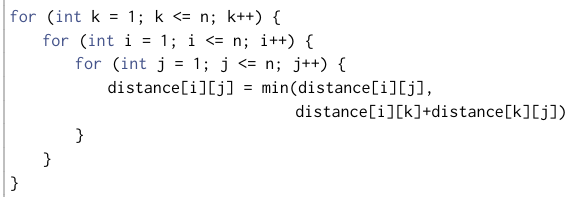 for (int k = 1; k <= n; k++) {
    for (int i = 1; i <= n; i++) {
        for (int j = 1; j <= n; j++) {
            distance[i][j] = min(distance[i][j],
                                   distance[i][k]+distance[k][j])
        }
    }
}